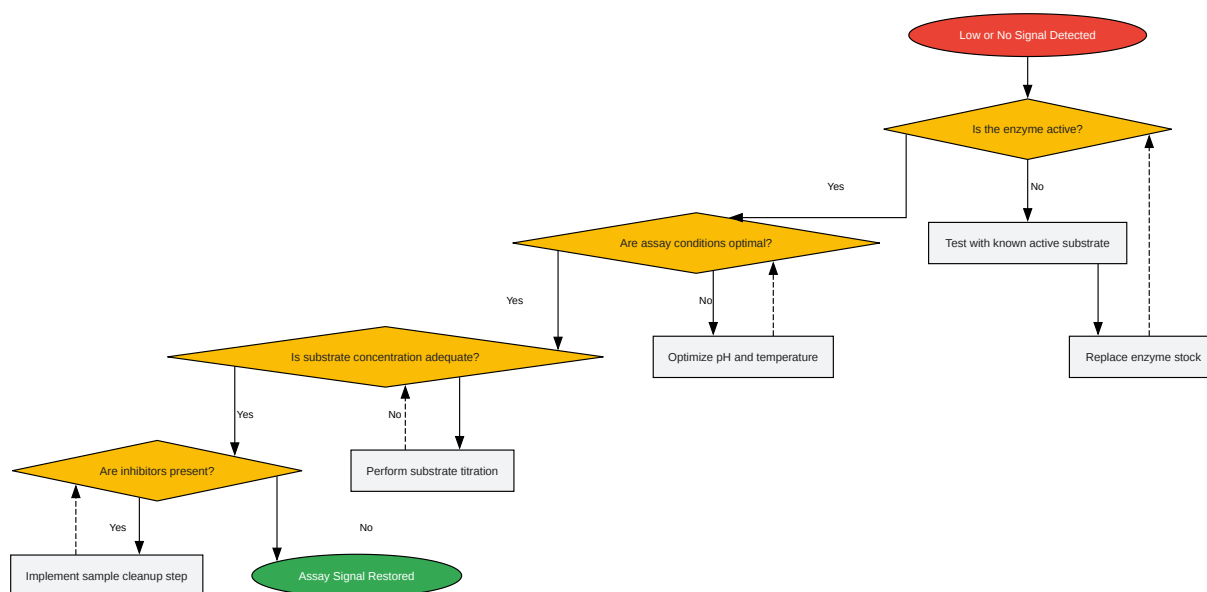 Low or No Signal Detected
Is the enzyme active?
Yes
No
Are assay conditions optimal?
Test with known active substrate
Yes
No
Is substrate concentration adequate?
Optimize pH and temperature
Replace enzyme stock
Yes
No
Are inhibitors present?
Perform substrate titration
Yes
No
Implement sample cleanup step
Assay Signal Restored